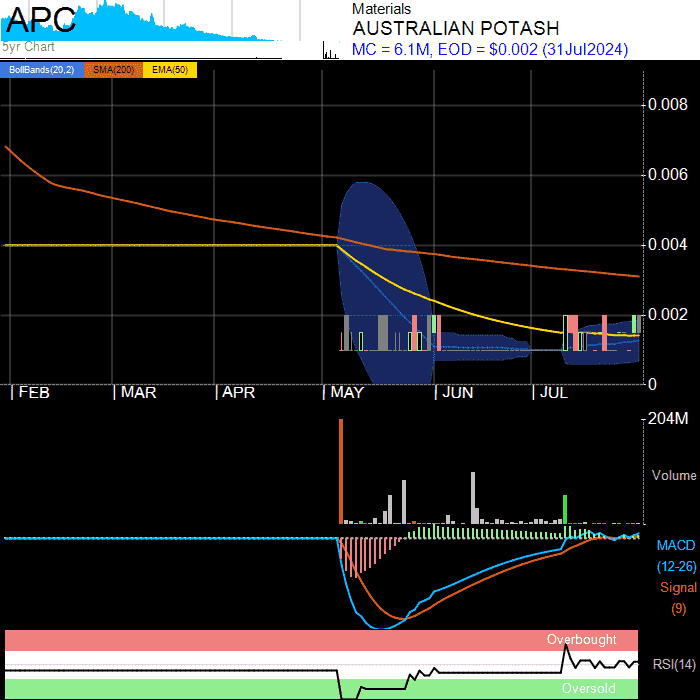 APC
5yr Chart
Materials
AUSTRALIAN POTASH
MC = 6.1M, EOD = $0.002 (31Jul2024)
BollBands(20,2) SMA(200) EMA(50)
0.008
0.006
0.004
0.002
0
FEB MAR APR MAY JUN JUL
204M
Volume
MACD
(12-26)
Signal
(9)
Overbought
RSI(14)
Oversold